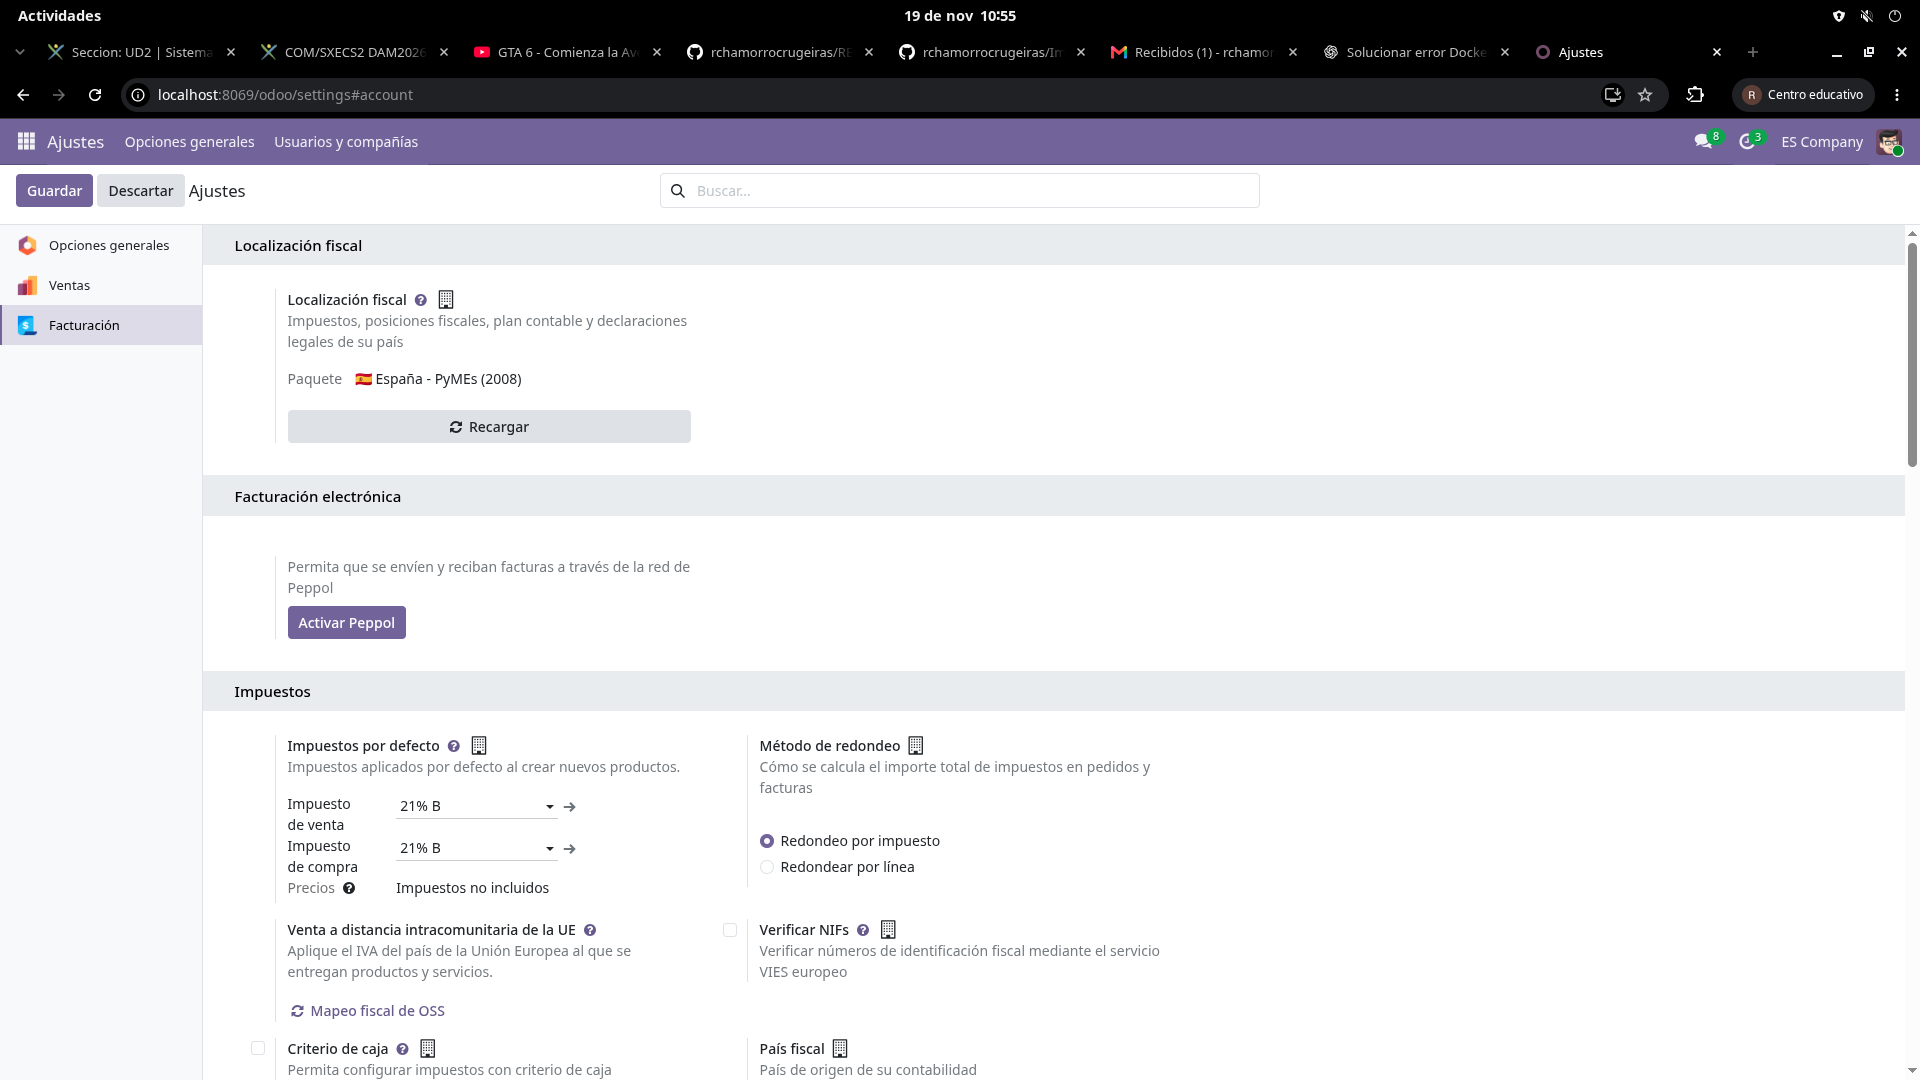 Actividades
19 de nov 10:55
Seccion: UD2 | Sistema
COM/SXECS2 DAM2026
GTA 6 - Comienza la Av
rchamorrocrugeiras/RE
rchamorrocrugeiras/In
Recibidos (1) - rchamor
Solucionar error Docke
Ajustes
localhost:8069/odoo/settings#account
R Centro educativo
Ajustes
Opciones generales
Usuarios y compañías
8
3
ES Company
Guardar
Descartar
Ajustes
Buscar...
Opciones generales
Ventas
Facturación
Localización fiscal
Localización fiscal ?
Impuestos, posiciones fiscales, plan contable y declaraciones
legales de su país
Paquete 🇪🇸 España - PyMEs (2008)
Recargar
Facturación electrónica
Permita que se envíen y reciban facturas a través de la red de
Peppol
Activar Peppol
Impuestos
Impuestos por defecto ?
Impuestos aplicados por defecto al crear nuevos productos.
Impuesto
de venta
21% B
Impuesto
de compra
21% B
Precios ? Impuestos no incluidos
Método de redondeo
Cómo se calcula el importe total de impuestos en pedidos y
facturas
Redondeo por impuesto
Redondear por línea
Venta a distancia intracomunitaria de la UE ?
Aplique el IVA del país de la Unión Europea al que se
entregan productos y servicios.
Mapeo fiscal de OSS
Verificar NIFs ?
Verificar números de identificación fiscal mediante el servicio
VIES europeo
Criterio de caja ?
Permita configurar impuestos con criterio de caja
País fiscal
País de origen de su contabilidad